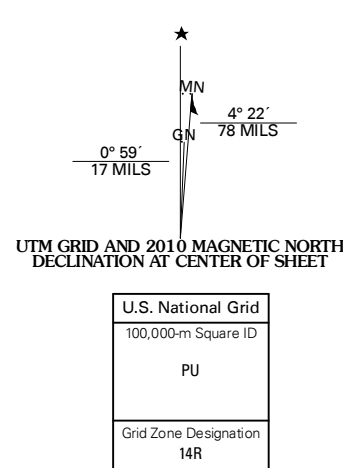 ★
MN
4° 22´
78 MILS
GN
0° 59´
17 MILS
UTM GRID AND 2010 MAGNETIC NORTH
DECLINATION AT CENTER OF SHEET
U.S. National Grid
100,000-m Square ID
PU
Grid Zone Designation
14R